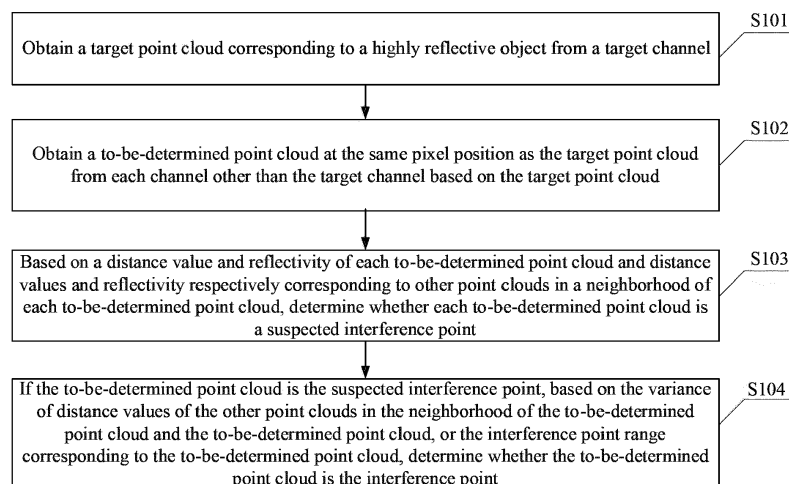 S101
Obtain a target point cloud corresponding to a highly reflective object from a target channel
S102
Obtain a to-be-determined point cloud at the same pixel position as the target point cloud
from each channel other than the target channel based on the target point cloud
S103
Based on a distance value and reflectivity of each to-be-determined point cloud and distance
values and reflectivity respectively corresponding to other point clouds in a neighborhood of
each to-be-determined point cloud, determine whether each to-be-determined point cloud is
a suspected interference point
S104
If the to-be-determined point cloud is the suspected interference point, based on the variance
of distance values of the other point clouds in the neighborhood of the to-be-determined
point cloud and the to-be-determined point cloud, or the interference point range
corresponding to the to-be-determined point cloud, determine whether the to-be-determined
point cloud is the interference point